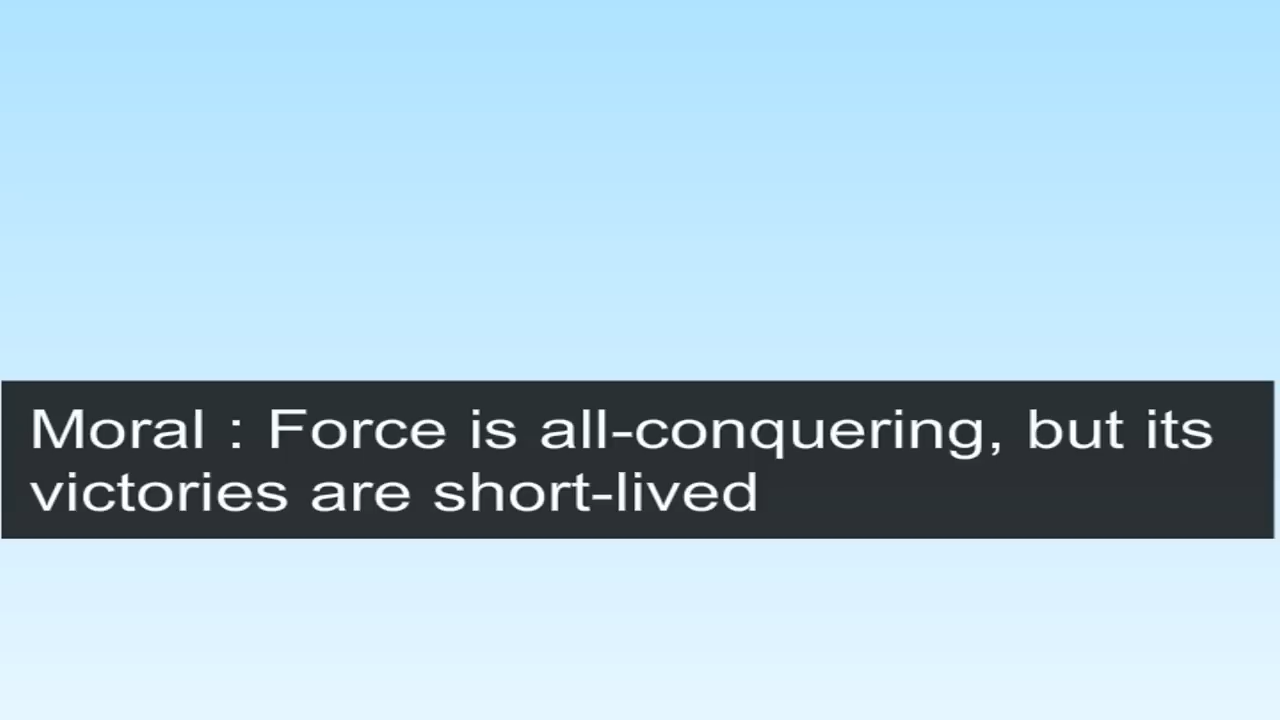 Moral : Force is all-conquering, but its
victories are short-lived